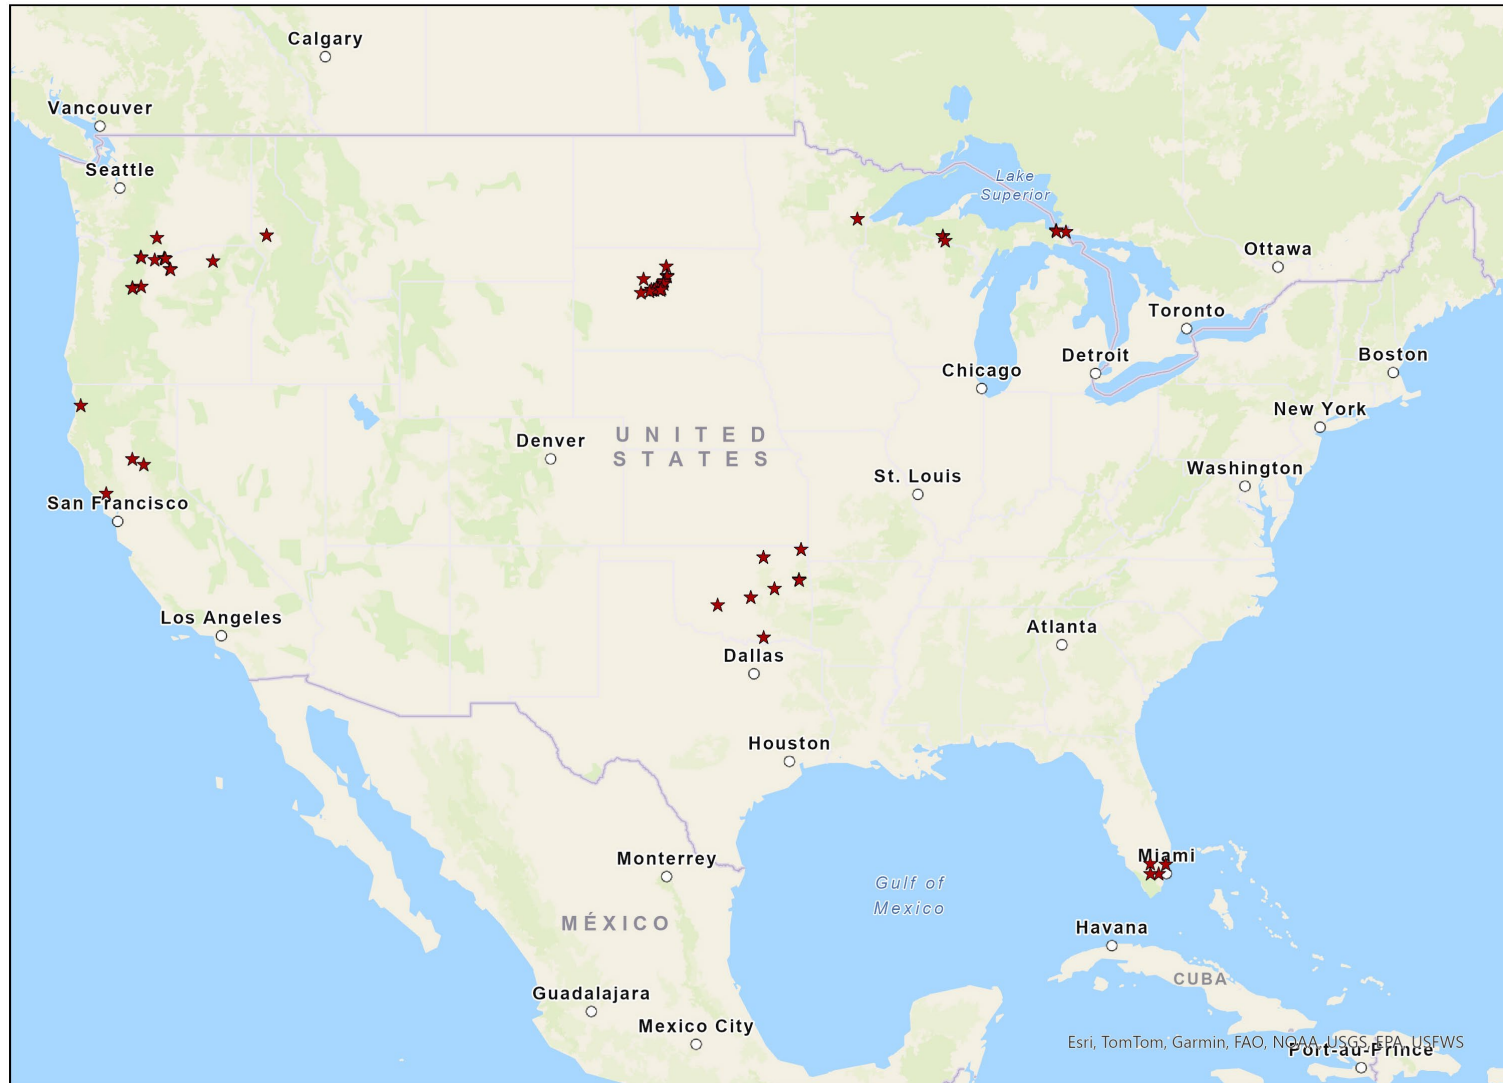 Calgary
Vancouver
Seattle
Lake
Superior
Ottawa
Toronto
Detroit
Boston
Chicago
New York
Denver
UNITED
STATES
Washington
St. Louis
San Francisco
Los Angeles
Atlanta
Dallas
Houston
Miami
Monterrey
Gulf of
Mexico
MÉXICO
Havana
CUBA
Guadalajara
Mexico City
Esri, TomTom, Garmin, FAO, NOAA, USGS, EPA, USFWS
Port-au-Prince